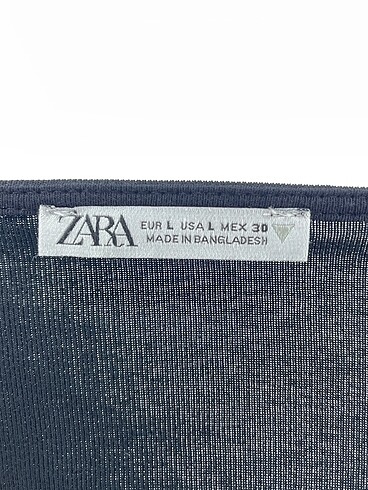 ZARA
EUR L USA L MEX 30
MADE IN BANGLADESH